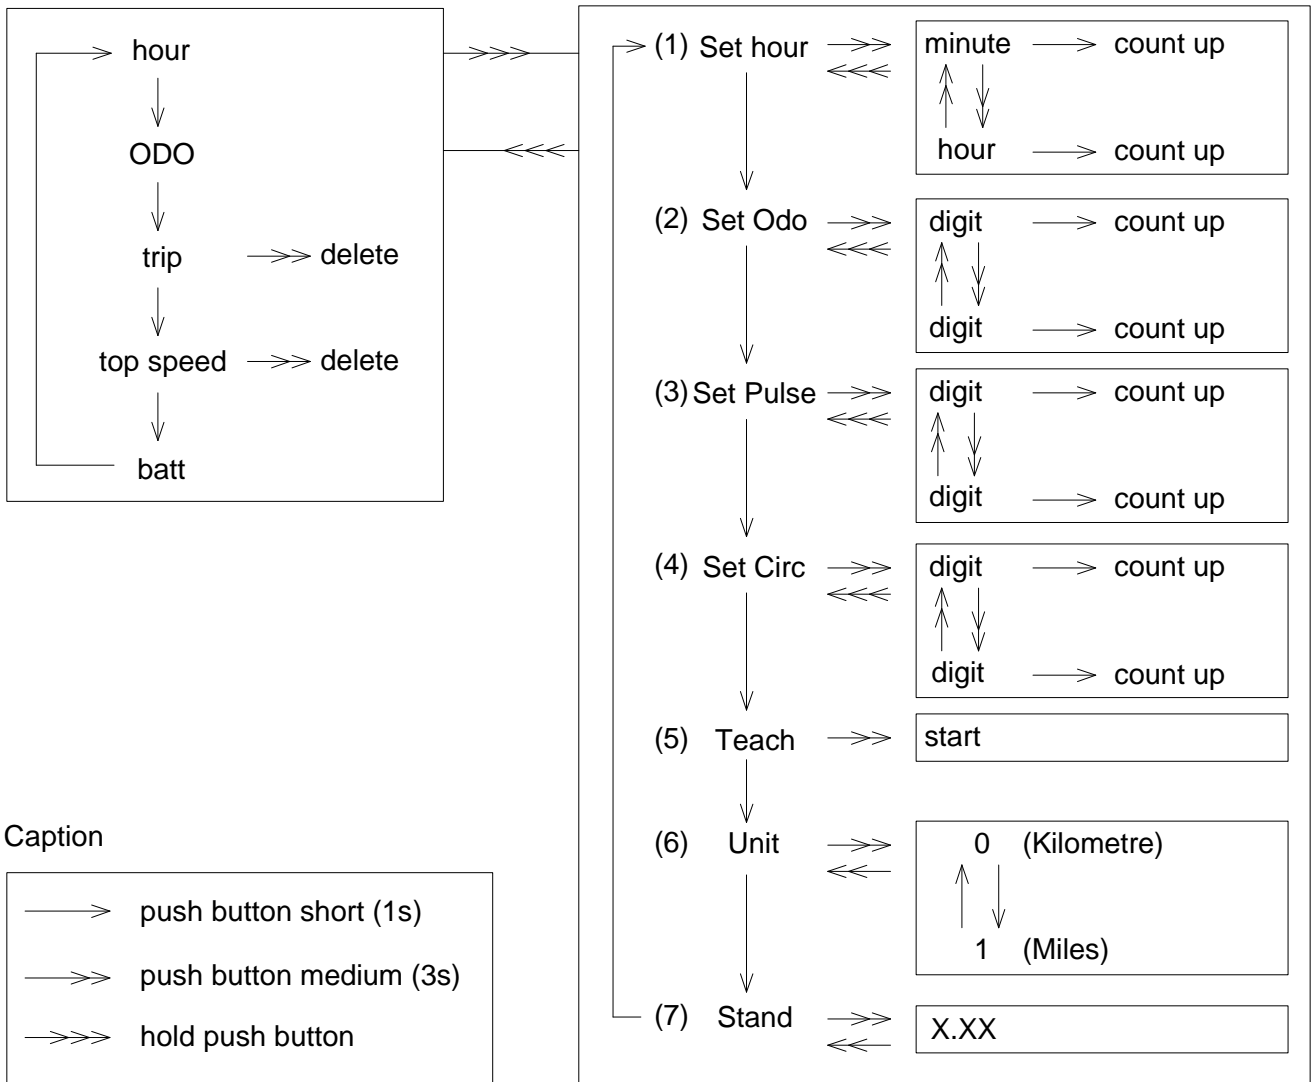 hour
ODO
trip delete
top speed delete
batt
(1) Set hour minute count up
hour count up
(2) Set Odo digit count up
digit count up
(3) Set Pulse digit count up
digit count up
(4) Set Circ digit count up
digit count up
(5) Teach start
(6) Unit 0 (Kilometre)
1 (Miles)
(7) Stand X.XX
Caption
push button short (1s)
push button medium (3s)
hold push button